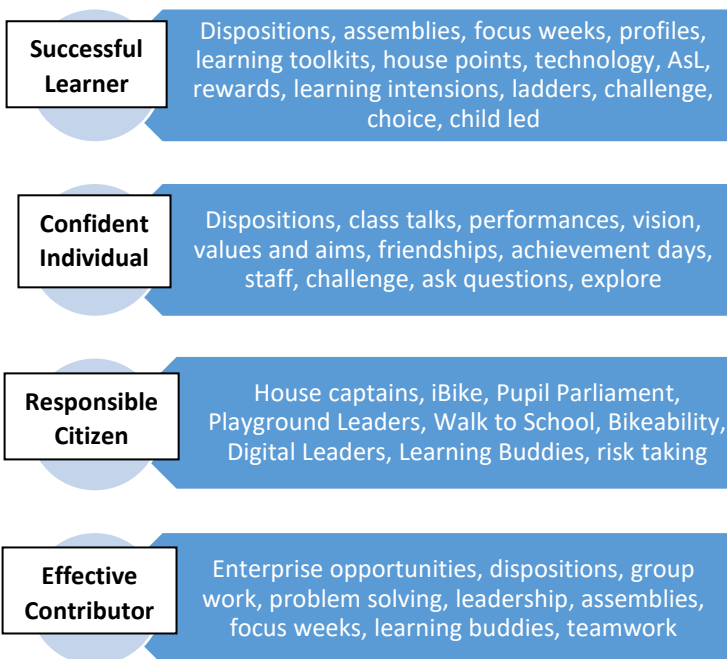 Successful
Learner
Dispositions, assemblies, focus weeks, profiles,
learning toolkits, house points, technology, AsL,
rewards, learning intensions, ladders, challenge,
choice, child led
Confident
Individual
Dispositions, class talks, performances, vision,
values and aims, friendships, achievement days,
staff, challenge, ask questions, explore
Responsible
Citizen
House captains, iBike, Pupil Parliament,
Playground Leaders, Walk to School, Bikeability,
Digital Leaders, Learning Buddies, risk taking
Effective
Contributor
Enterprise opportunities, dispositions, group
work, problem solving, leadership, assemblies,
focus weeks, learning buddies, teamwork